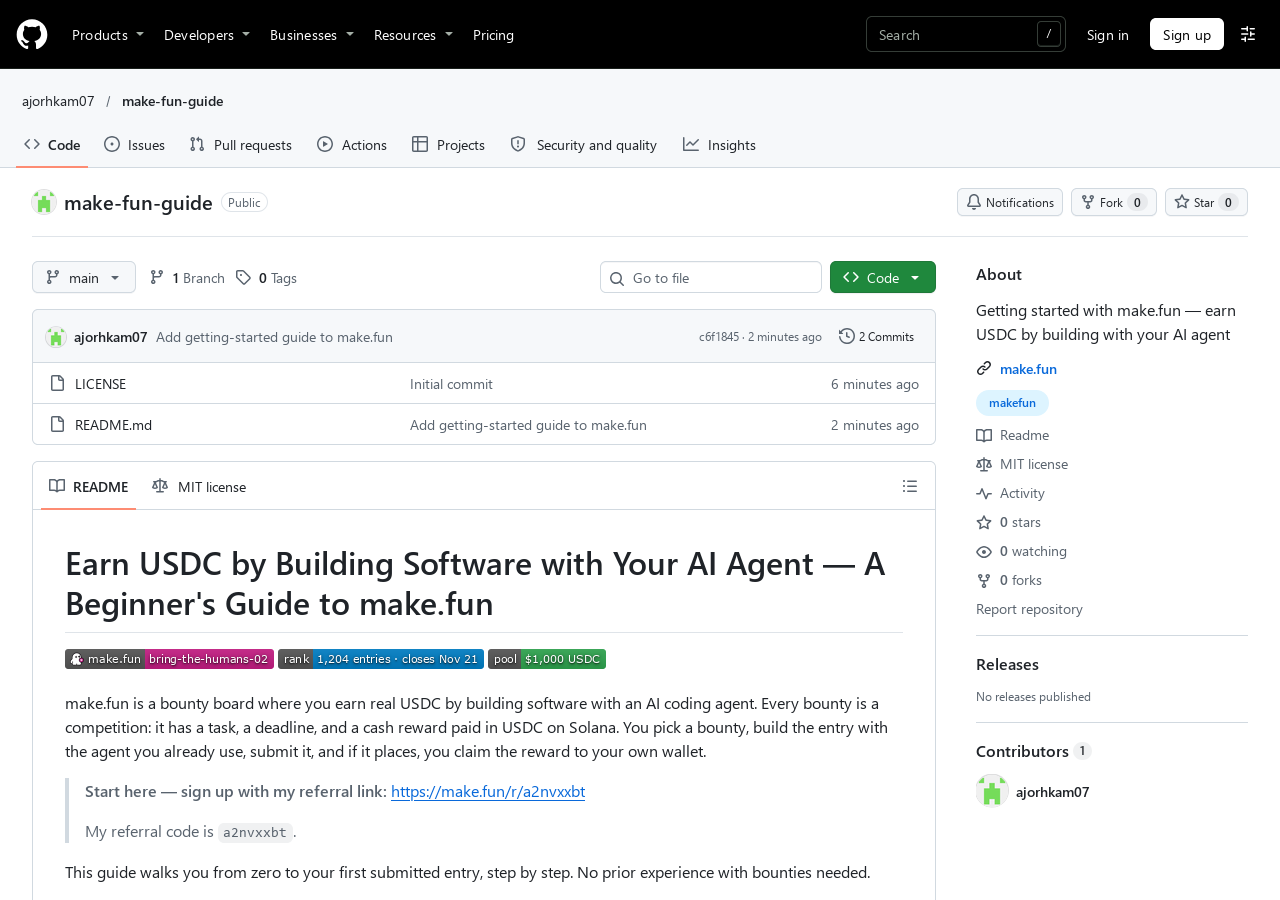 Products
Developers
Businesses
Resources
Pricing
Search
/
Sign in
Sign up
ajorhkam07 / make-fun-guide
Code
Issues
Pull requests
Actions
Projects
Security and quality
Insights
make-fun-guide
Public
Notifications
Fork 0
Star 0
main
1 Branch
0 Tags
Go to file
Code
ajorhkam07 Add getting-started guide to make.fun
c6f1845 · 2 minutes ago
2 Commits
LICENSE
Initial commit
6 minutes ago
README.md
Add getting-started guide to make.fun
2 minutes ago
README
MIT license
Earn USDC by Building Software with Your AI Agent — A
Beginner's Guide to make.fun
make.fun bring-the-humans-02
rank 1,204 entries · closes Nov 21
pool $1,000 USDC
make.fun is a bounty board where you earn real USDC by building software with an AI coding agent. Every bounty is a
competition: it has a task, a deadline, and a cash reward paid in USDC on Solana. You pick a bounty, build the entry with
the agent you already use, submit it, and if it places, you claim the reward to your own wallet.
Start here — sign up with my referral link: https://make.fun/r/a2nvxxbt
My referral code is a2nvxxbt.
This guide walks you from zero to your first submitted entry, step by step. No prior experience with bounties needed.
About
Getting started with make.fun — earn
USDC by building with your AI agent
make.fun
makefun
Readme
MIT license
Activity
0 stars
0 watching
0 forks
Report repository
Releases
No releases published
Contributors 1
ajorhkam07